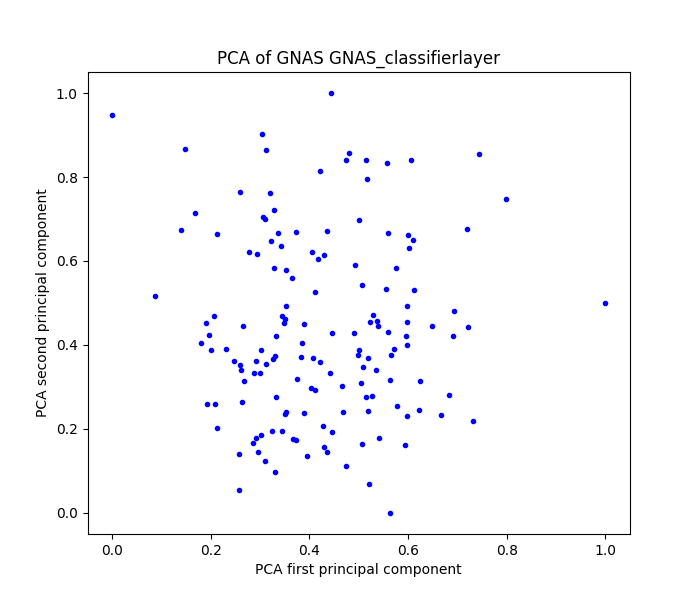 PCA of GNAS GNAS_classifierlayer
1.0
0.8
0.6
0.4
0.2
0.0
PCA second principal component
0.0 0.2 0.4 0.6 0.8 1.0
PCA first principal component